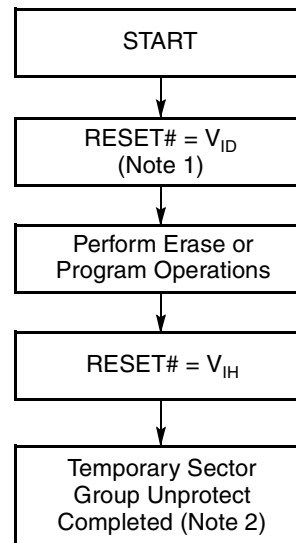 START
RESET# = V_ID
(Note 1)
Perform Erase or
Program Operations
RESET# = V_IH
Temporary Sector
Group Unprotect
Completed (Note 2)